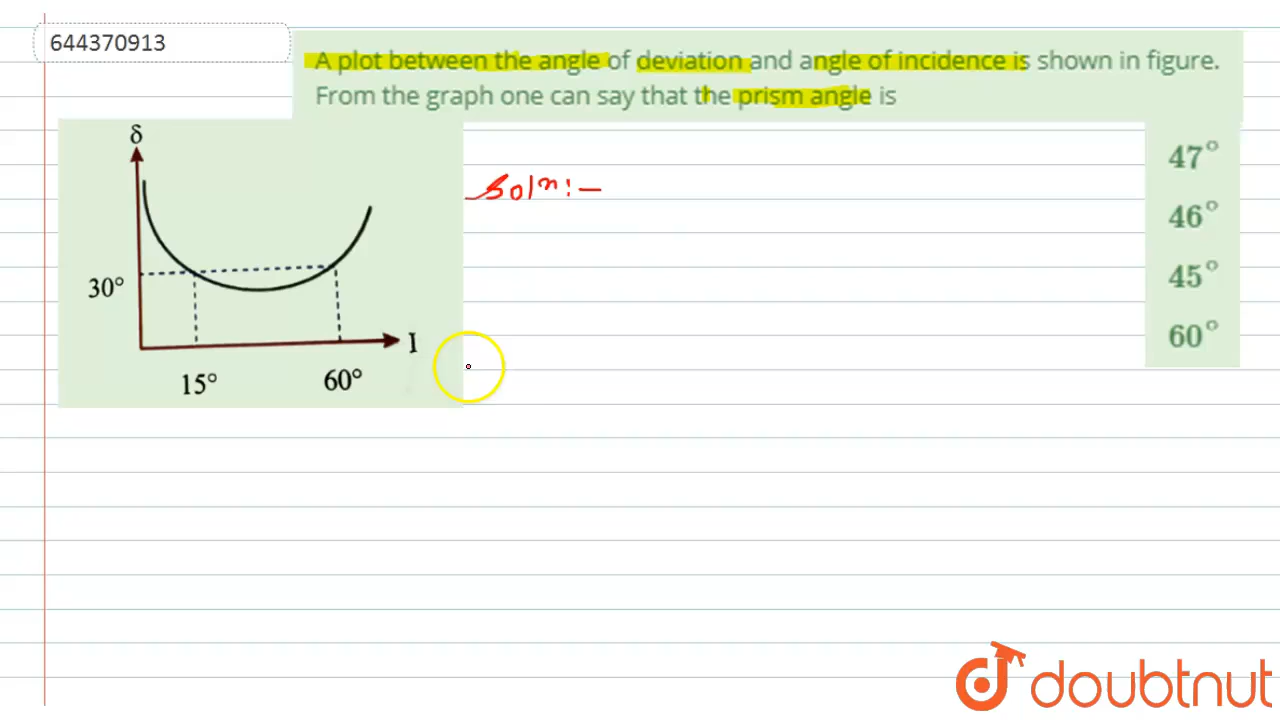 644370913
A plot between the angle of deviation and angle of incidence is shown in figure.
From the graph one can say that the prism angle is
δ
30°
15°
60°
I
Soln:-
47°
46°
45°
60°
doubtnut